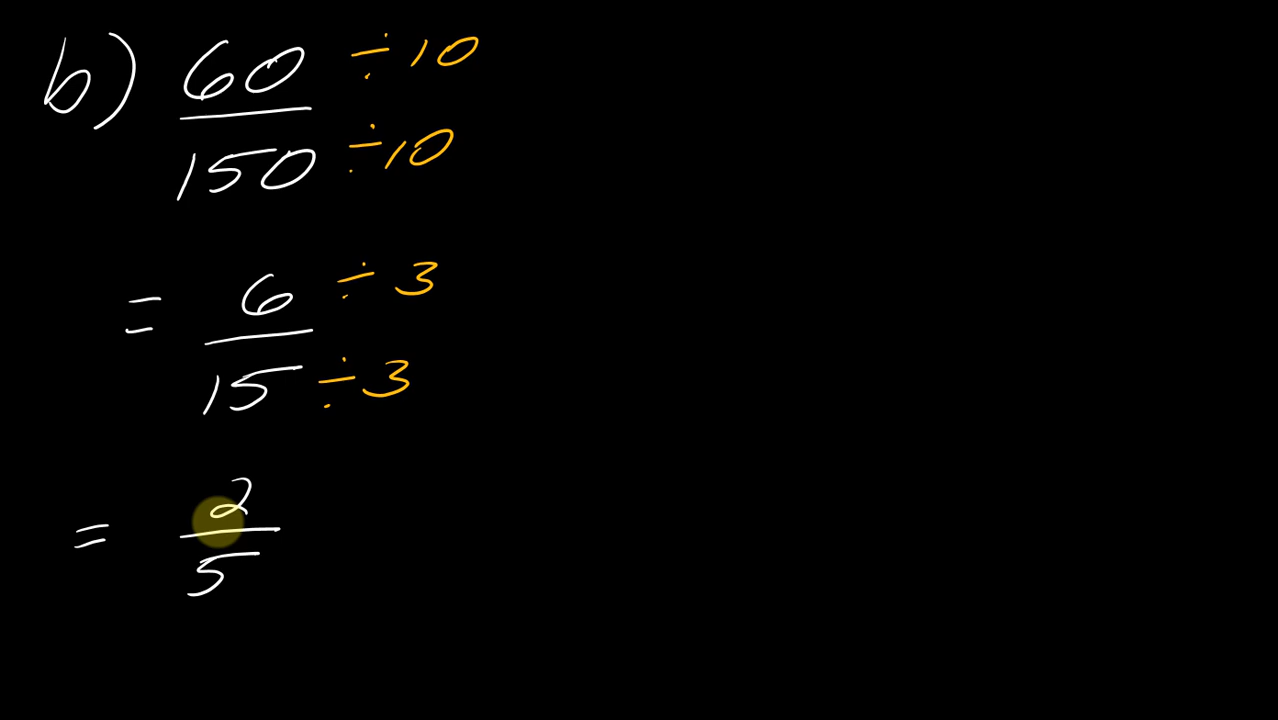 b) 60 ÷ 10
150 ÷ 10
= 6 ÷ 3
15 ÷ 3
= 2
5